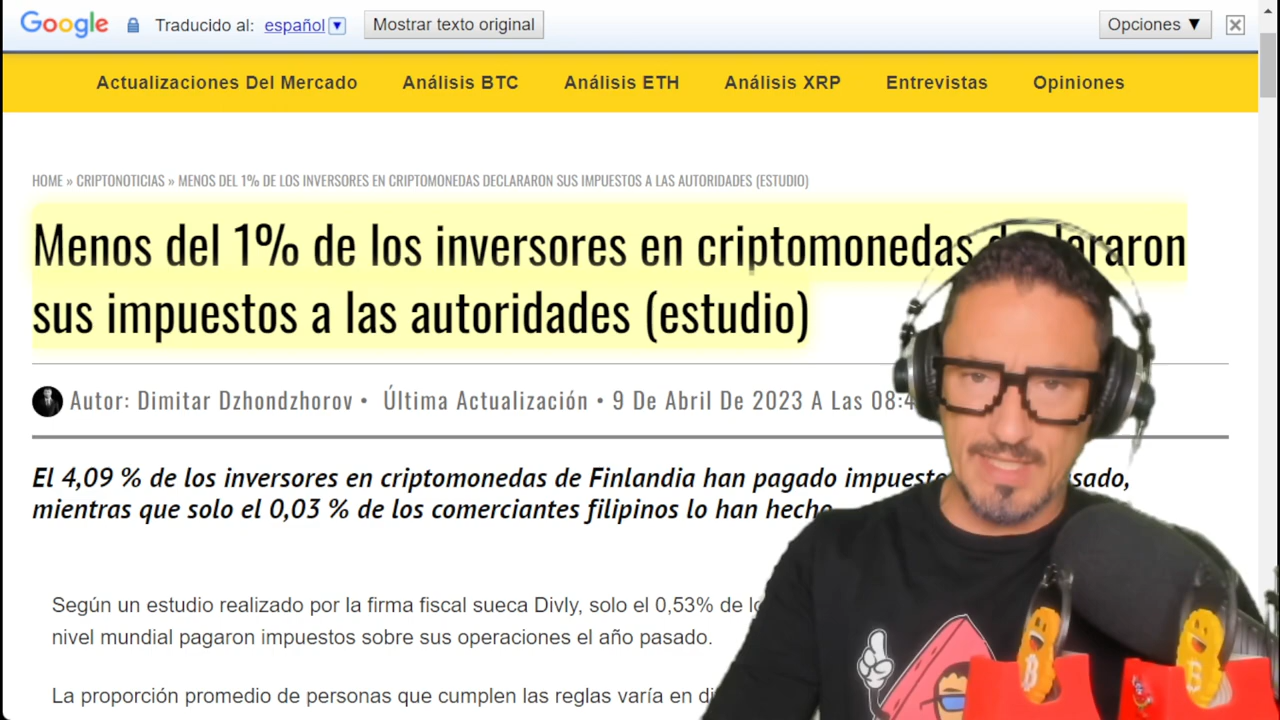 Google Traducido al: español Mostrar texto original Opciones ▼
Actualizaciones Del Mercado Análisis BTC Análisis ETH Análisis XRP Entrevistas Opiniones
HOME » CRIPTONOTICIAS » MENOS DEL 1% DE LOS INVERSORES EN CRIPTOMONEDAS DECLARARON SUS IMPUESTOS A LAS AUTORIDADES (ESTUDIO)
Menos del 1% de los inversores en criptomonedas declararon
sus impuestos a las autoridades (estudio)
Autor: Dimitar Dzhondzhorov • Última Actualización • 9 De Abril De 2023 A Las
El 4,09 % de los inversores en criptomonedas de Finlandia han pagado
mientras que solo el 0,03 % de los comerciantes filipinos lo han hecho
Según un estudio realizado por la firma fiscal sueca Divly, solo el 0,53% de
nivel mundial pagaron impuestos sobre sus operaciones el año pasado.
La proporción promedio de personas que cumplen las reglas varía en